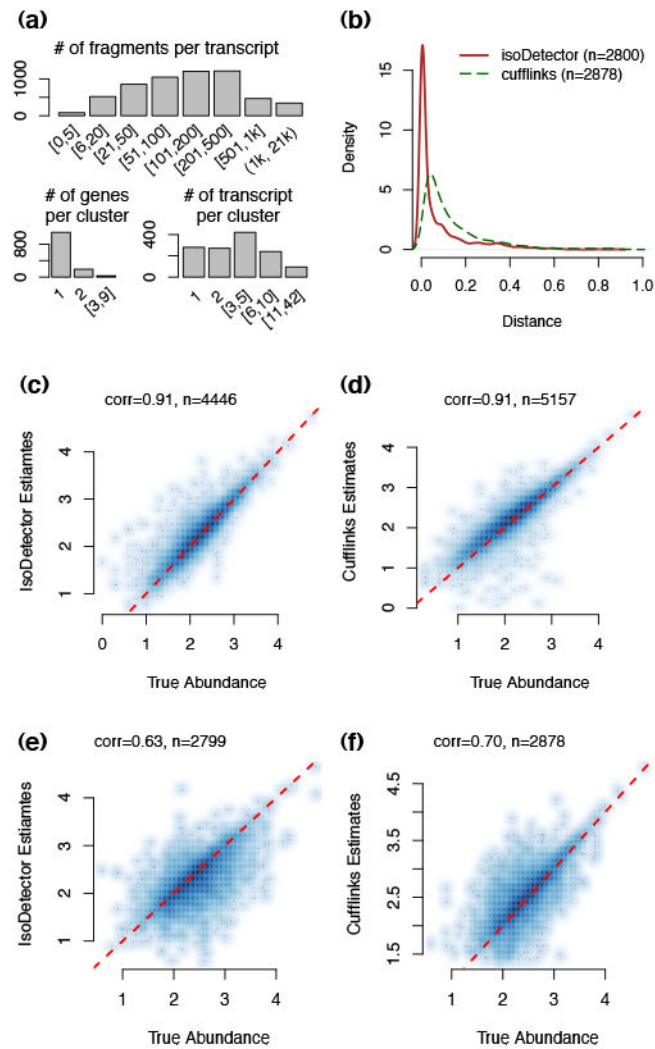 (a)
# of fragments per transcript
0 1000
[0,5] [6,20] [21,50] [51,100] [101,200] [201,500] [501,1k] (1k, 21k)
# of genes
per cluster
0 800
1 2 [3,9]
# of transcript
per cluster
0 400
1 2 [3,5] [6,10] [11,42]
(b)
isoDetector (n=2800)
cufflinks (n=2878)
Density
15
10
5
0
0.0 0.2 0.4 0.6 0.8 1.0
Distance
(c)
corr=0.91, n=4446
IsoDetector Estiamtes
4
3
2
1
0 1 2 3 4
True Abundance
(d)
corr=0.91, n=5157
Cufflinks Estimates
4
3
2
1
0
1 2 3 4
True Abundance
(e)
corr=0.63, n=2799
IsoDetector Estiamtes
4
3
2
1
1 2 3 4
True Abundance
(f)
corr=0.70, n=2878
Cufflinks Estimates
4.5
3.5
2.5
1.5
1 2 3 4
True Abundance